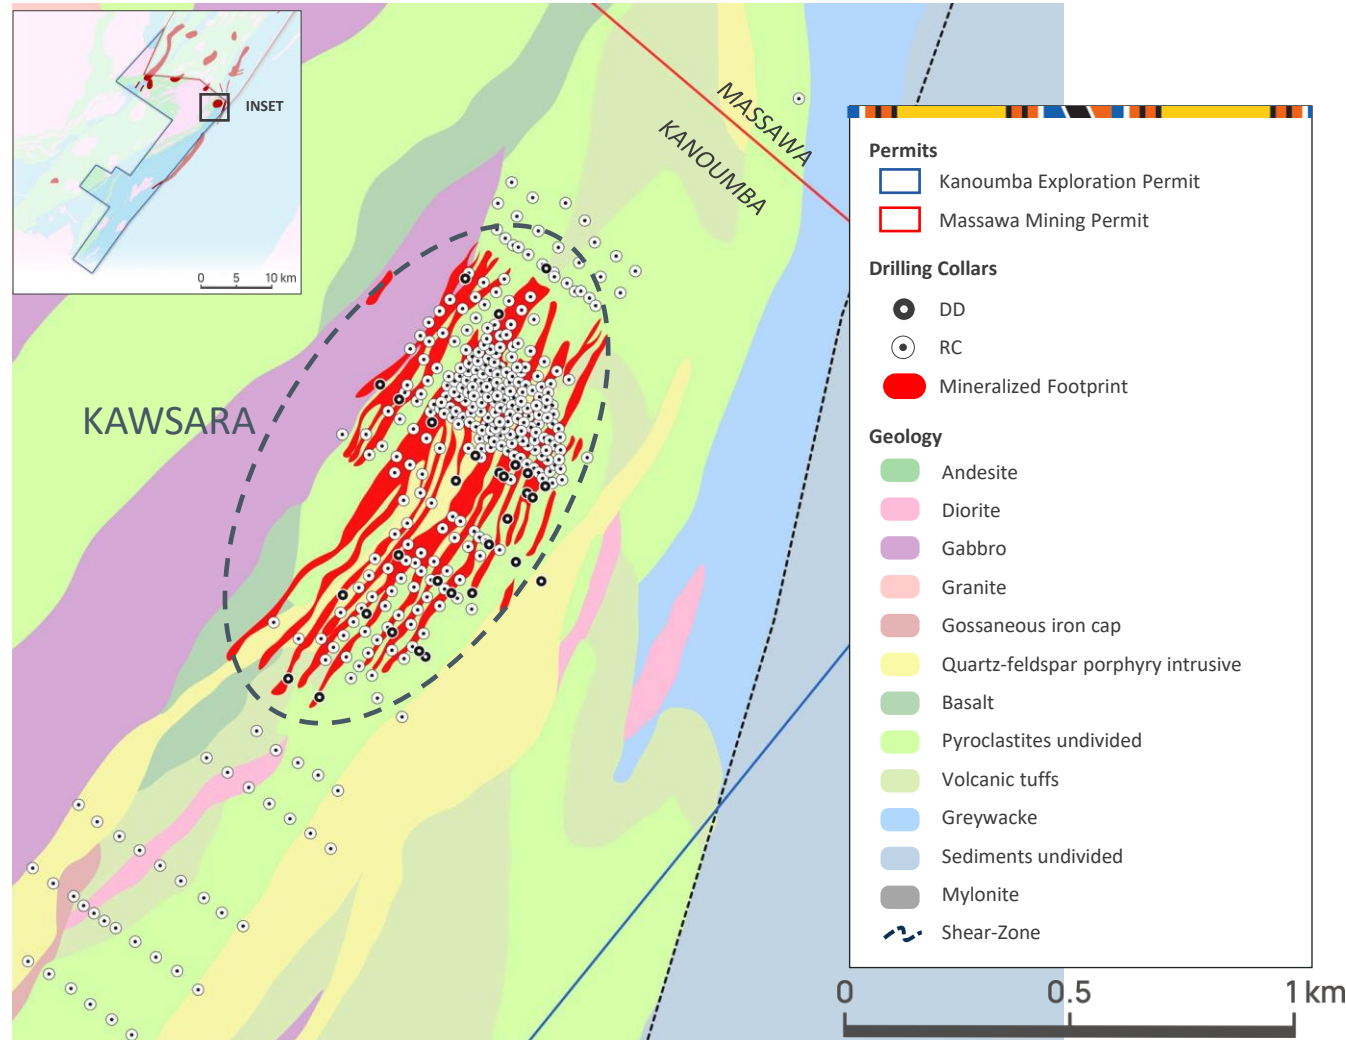 INSET
0 5 10 km
MASSAWA
KANOUMBA
KAWSARA
Permits
Kanoumba Exploration Permit
Massawa Mining Permit
Drilling Collars
DD
RC
Mineralized Footprint
Geology
Andesite
Diorite
Gabbro
Granite
Gossaneous iron cap
Quartz-feldspar porphyry intrusive
Basalt
Pyroclastites undivided
Volcanic tuffs
Greywacke
Sediments undivided
Mylonite
Shear-Zone
0 0.5 1 km